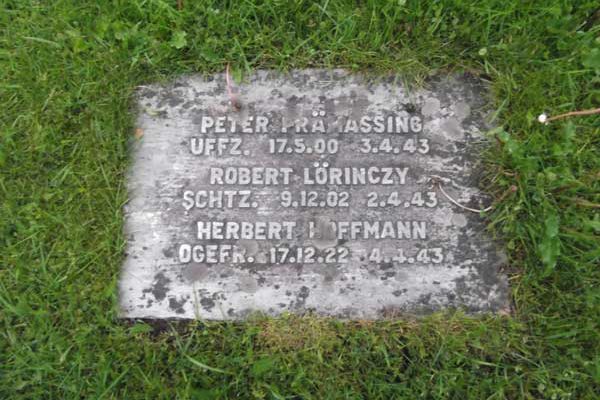 PETER PRÄMASSING
UFFZ. 17.5.00 3.4.43
ROBERT LÖRINCZY
SCHTZ. 9.12.02 2.4.43
HERBERT HOFFMANN
OGEFR. 17.12.22 4.4.43